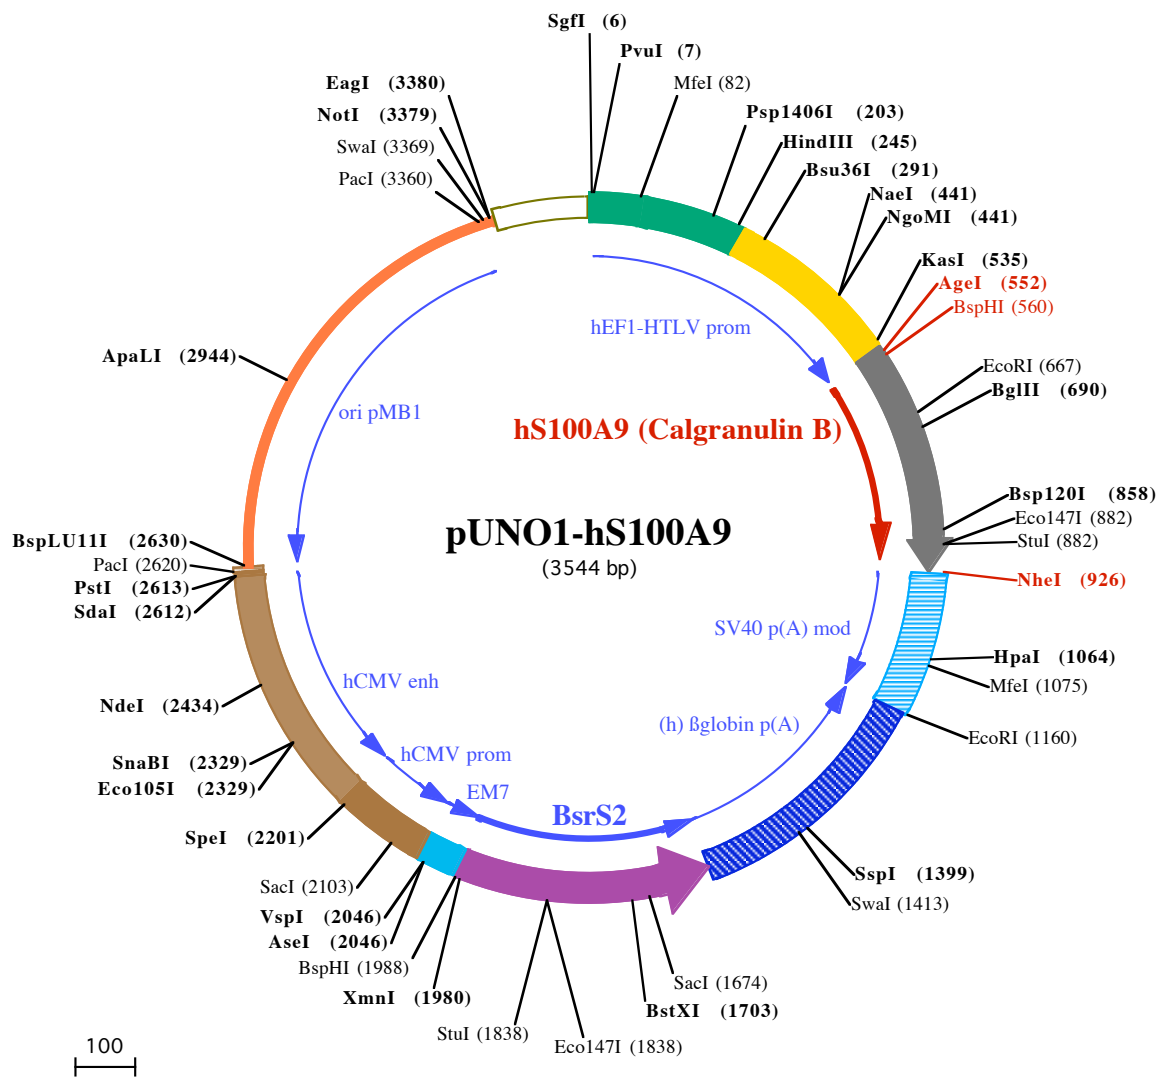 SgfI (6)
PvuI (7)
MfeI (82)
Psp1406I (203)
HindIII (245)
Bsu36I (291)
NaeI (441)
NgoMI (441)
KasI (535)
AgeI (552)
BspHI (560)
EcoRI (667)
BglII (690)
Bsp120I (858)
Eco147I (882)
StuI (882)
NheI (926)
HpaI (1064)
MfeI (1075)
EcoRI (1160)
SspI (1399)
SwaI (1413)
SacI (1674)
BstXI (1703)
Eco147I (1838)
StuI (1838)
XmnI (1980)
BspHI (1988)
AseI (2046)
VspI (2046)
SacI (2103)
SpeI (2201)
Eco105I (2329)
SnaBI (2329)
NdeI (2434)
SdaI (2612)
PstI (2613)
PacI (2620)
BspLU11I (2630)
ApaLI (2944)
PacI (3360)
SwaI (3369)
NotI (3379)
EagI (3380)
hEF1-HTLV prom
ori pMB1
hS100A9 (Calgranulin B)
pUNO1-hS100A9
(3544 bp)
SV40 p(A) mod
hCMV enh
(h) ßglobin p(A)
hCMV prom
EM7
BsrS2
100